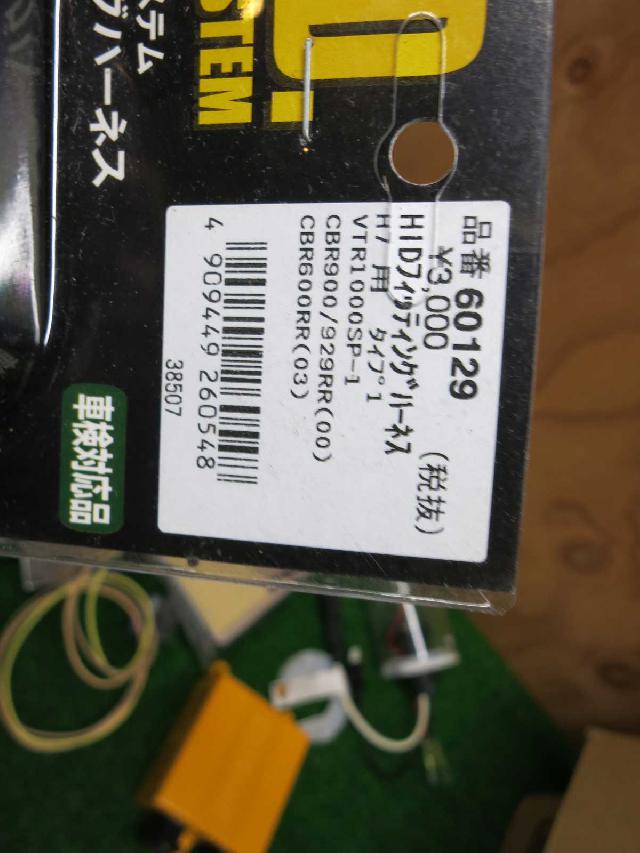 D.
STEM
ステム
グハーネス
品番 60129
¥3,000 (税抜)
HIDフィッティングハーネス
H7 用 タイプ1
VTR1000SP-1
CBR900/929RR(00)
CBR600RR(03)
4 909449 260548
38507
車検対応品